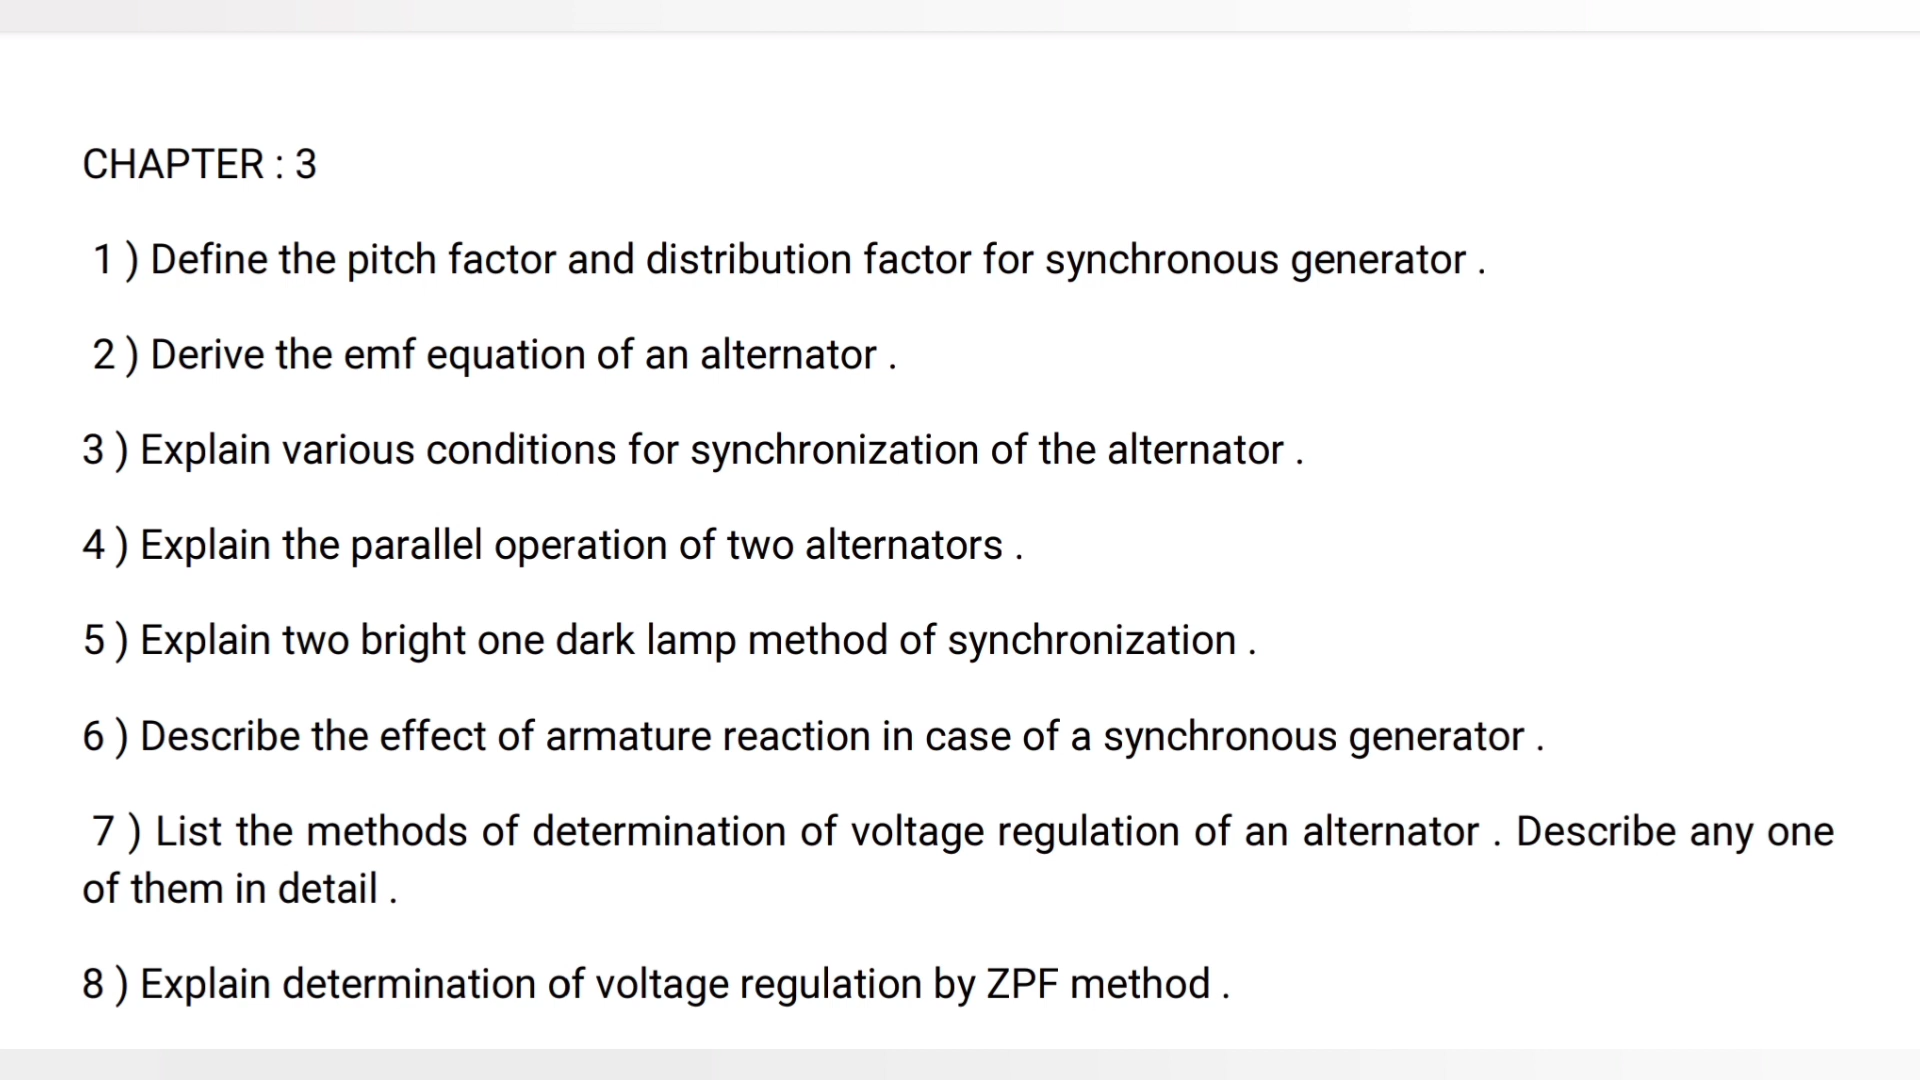 CHAPTER : 3
1 ) Define the pitch factor and distribution factor for synchronous generator .
2 ) Derive the emf equation of an alternator .
3 ) Explain various conditions for synchronization of the alternator .
4 ) Explain the parallel operation of two alternators .
5 ) Explain two bright one dark lamp method of synchronization .
6 ) Describe the effect of armature reaction in case of a synchronous generator .
7 ) List the methods of determination of voltage regulation of an alternator . Describe any one
of them in detail .
8 ) Explain determination of voltage regulation by ZPF method .